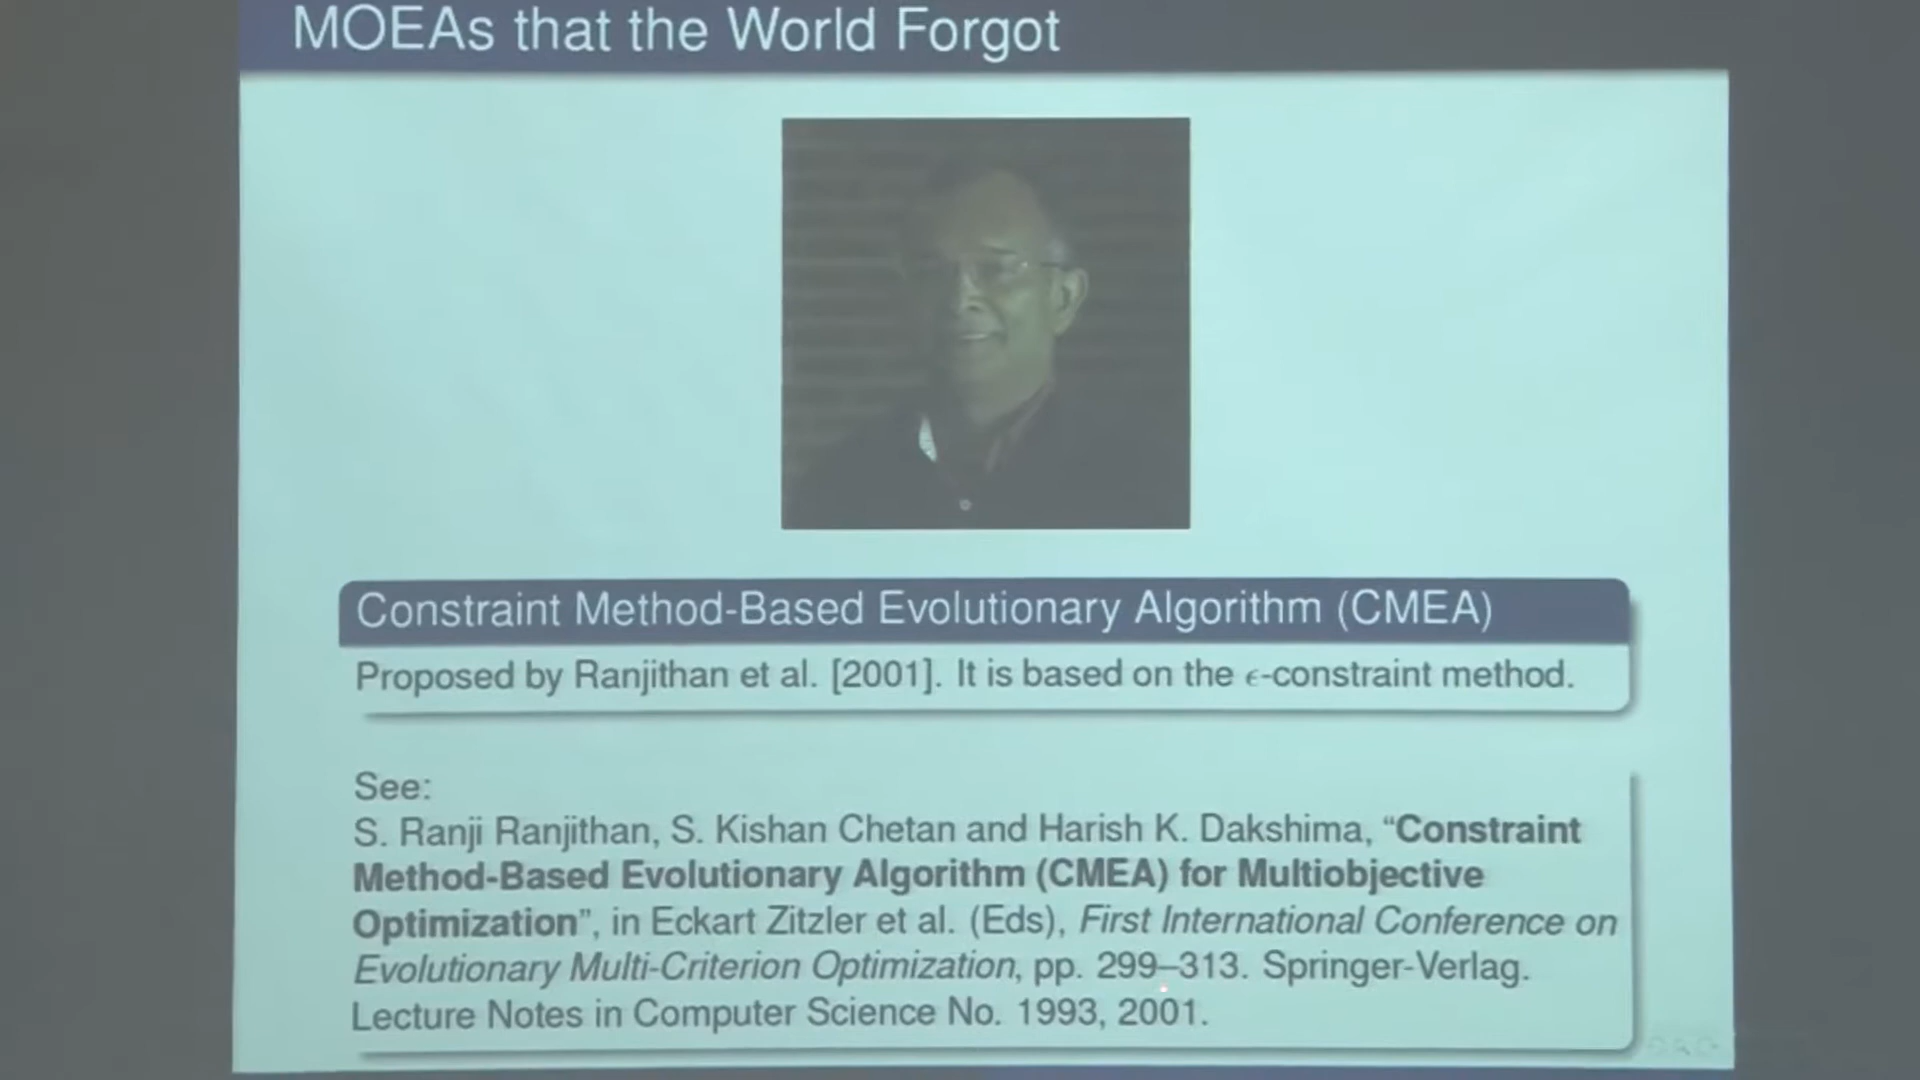 MOEAs that the World Forgot
Constraint Method-Based Evolutionary Algorithm (CMEA)
Proposed by Ranjithan et al. [2001]. It is based on the ϵ-constraint method.
See:
S. Ranji Ranjithan, S. Kishan Chetan and Harish K. Dakshima, “Constraint
Method-Based Evolutionary Algorithm (CMEA) for Multiobjective
Optimization”, in Eckart Zitzler et al. (Eds), First International Conference on
Evolutionary Multi-Criterion Optimization, pp. 299–313. Springer-Verlag.
Lecture Notes in Computer Science No. 1993, 2001.